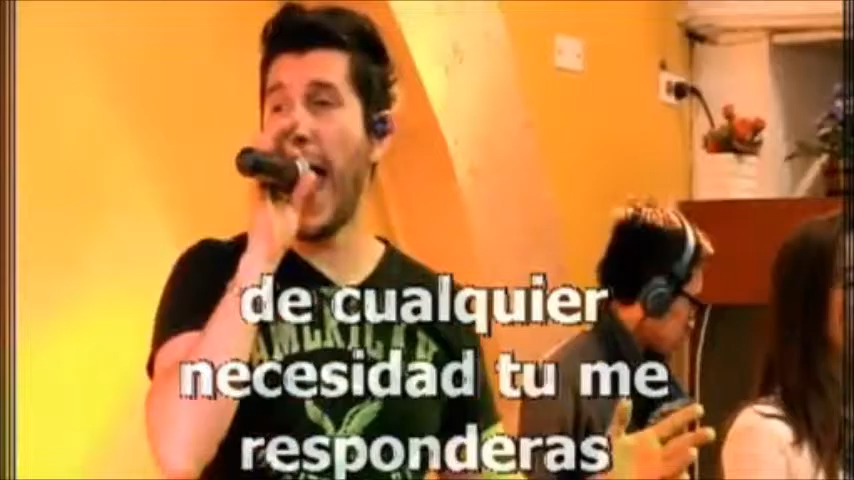 de cualquier
necesidad tu me
responderas